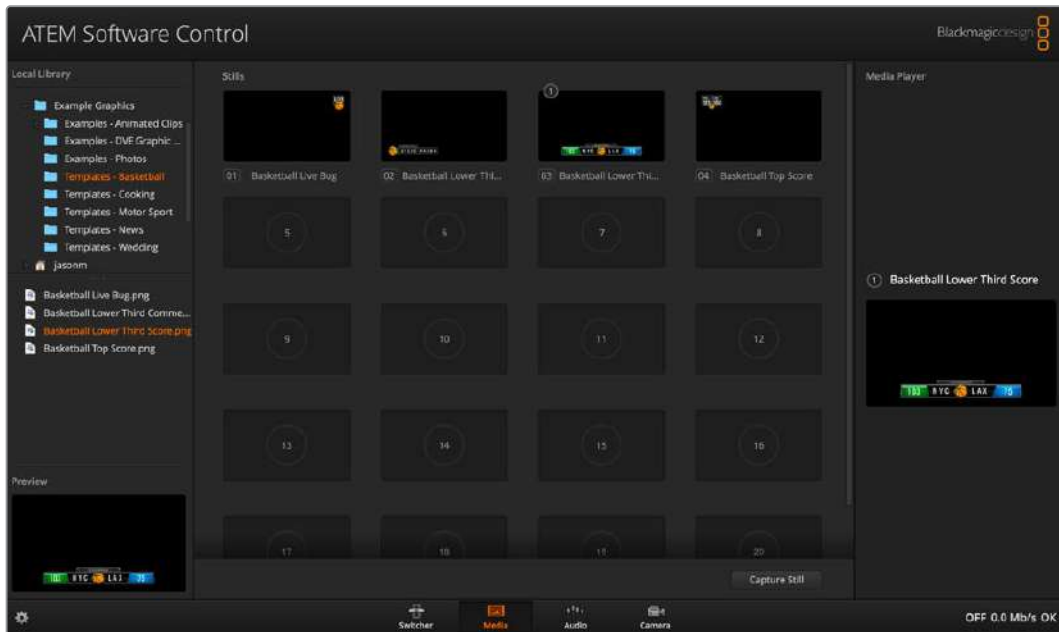 ATEM Software Control
Blackmagicdesign
Local Library
Example Graphics
Examples - Animated Clips
Examples - DVE Graphic ...
Examples - Photos
Templates - Basketball
Templates - Cooking
Templates - Motor Sport
Templates - News
Templates - Wedding
jasonm
Basketball Live Bug.png
Basketball Lower Third Comme...
Basketball Lower Third Score.png
Basketball Top Score.png
Preview
NYC LAX
Stills
1
01 Basketball Live Bug
02 Basketball Lower Thi...
03 Basketball Lower Thi...
04 Basketball Top Score
5 6 7 8
9 10 11 12
13 14 15 16
17 18 19 20
Capture Still
Media Player
1 Basketball Lower Third Score
NYC LAX
Switcher Media Audio Camera
OFF 0.0 Mb/s OK